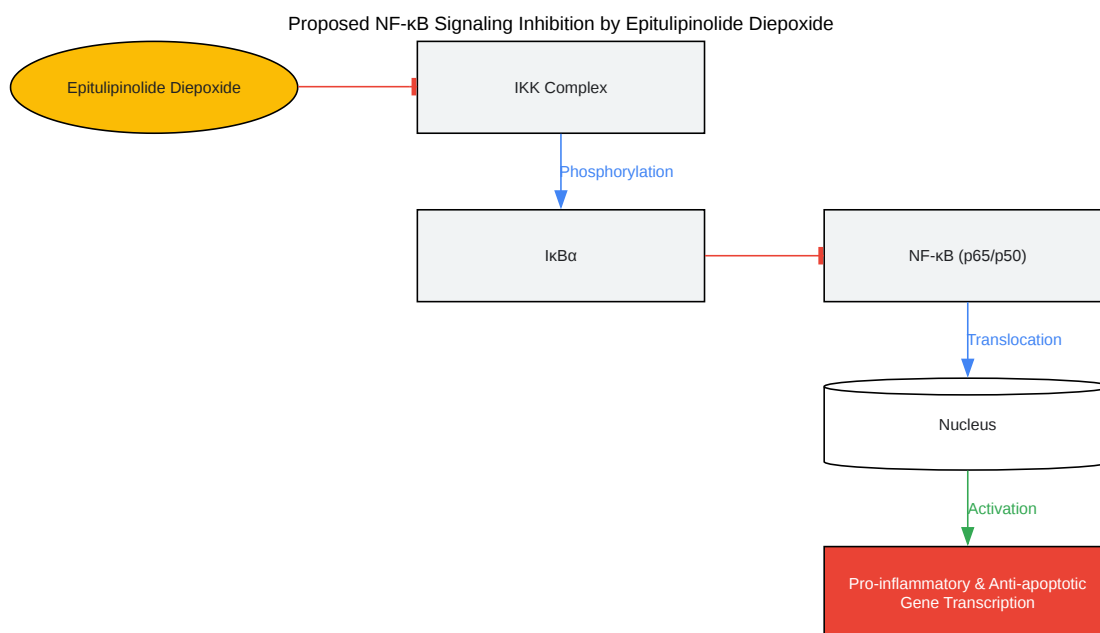 Proposed NF-κB Signaling Inhibition by Epitulipinolide Diepoxide
Epitulipinolide Diepoxide
IKK Complex
Phosphorylation
IκBα
NF-κB (p65/p50)
Translocation
Nucleus
Activation
Pro-inflammatory & Anti-apoptotic
Gene Transcription